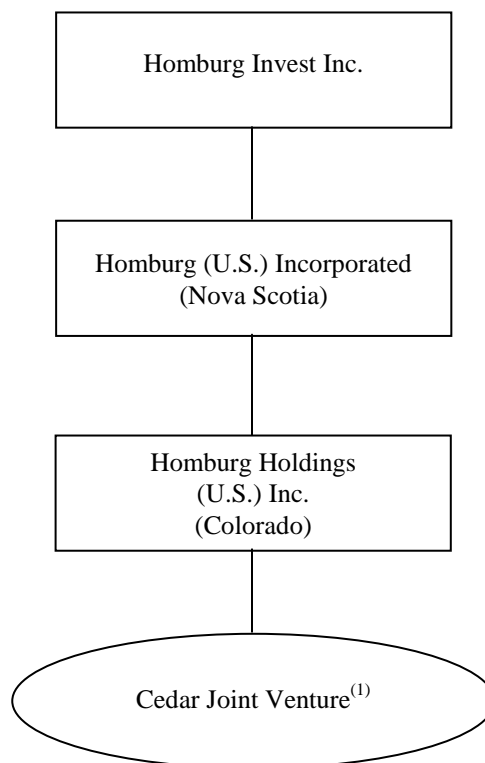 Homburg Invest Inc.
Homburg (U.S.) Incorporated
(Nova Scotia)
Homburg Holdings
(U.S.) Inc.
(Colorado)
Cedar Joint Venture(1)